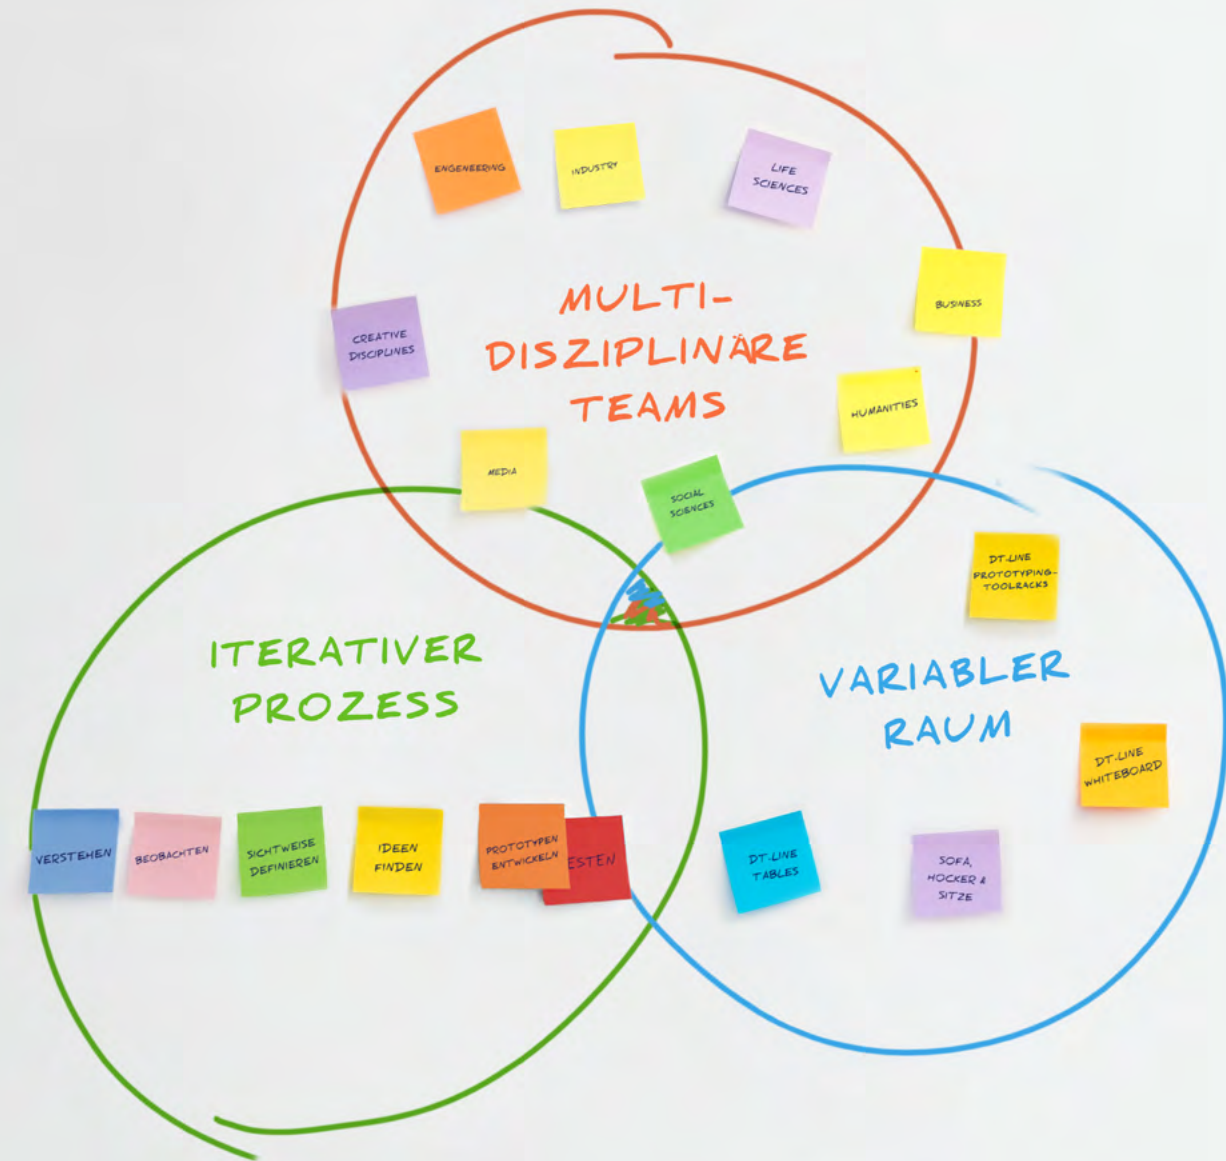 ENGENEERING
INDUSTRY
LIFE
SCIENCES
BUSINESS
CREATIVE
DISCIPLINES
MULTI-
DISZIPLINÄRE
TEAMS
HUMANITIES
MEDIA
SOCIAL
SCIENCES
DT-LINE
PROTOTYPING-
TOOLRACKS
ITERATIVER
PROZESS
VARIABLER
RAUM
DT-LINE
WHITEBOARD
VERSTEHEN
BEOBACHTEN
SICHTWEISE
DEFINIEREN
IDEEN
FINDEN
PROTOTYPEN
ENTWICKELN
ESTEN
DT-LINE
TABLES
SOFA,
HOCKER &
SITZE